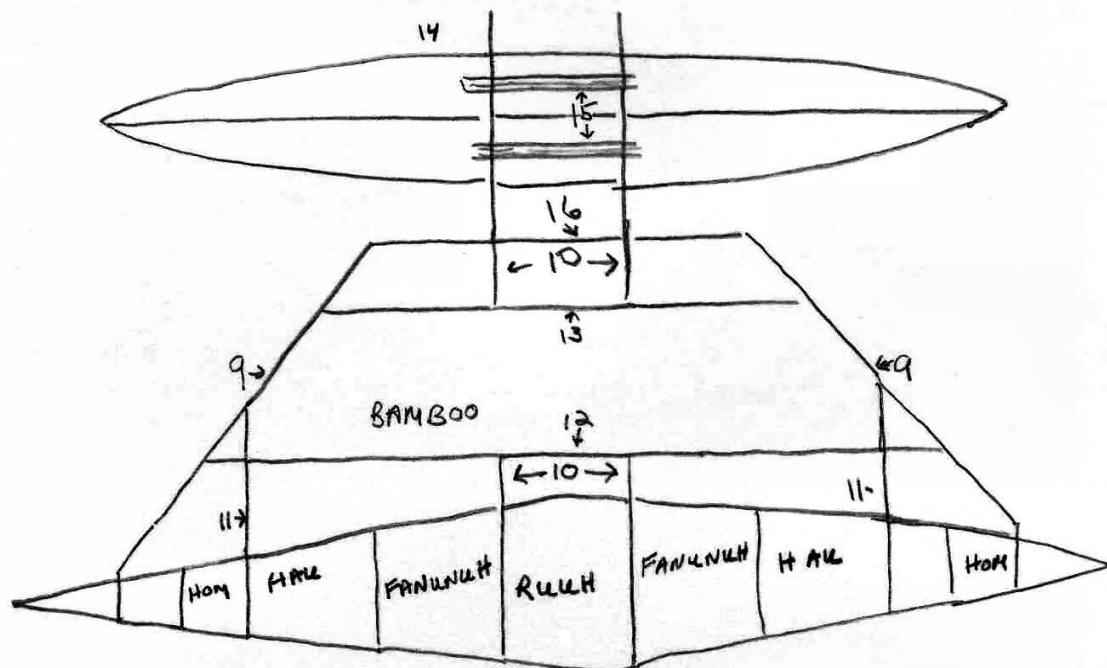 14
15
16
← 10 →
↑
13
9→ ←9
BAMBOO 12
← 10 →
11→ 11-
HOM HAU FANUNUH RUUH FANUNUH HAU HOM